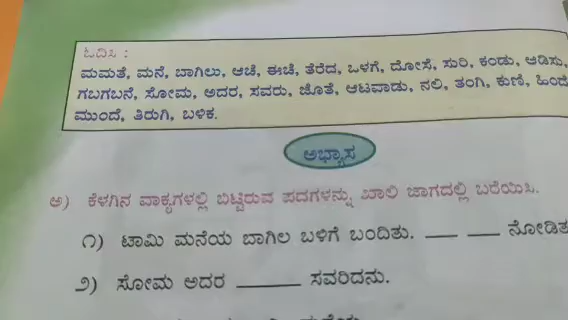 ಓದಿಸಿ :
ಮಮತೆ, ಮನೆ, ಬಾಗಿಲು, ಆಚೆ, ಈಚೆ, ತೆರೆದ, ಒಳಗೆ, ದೋಸೆ, ಸುರಿ, ಕಂಡು, ಆಡಿಸು,
ಗಬಗಬನೆ, ಸೋಮ, ಅದರ, ಸವರು, ಜೊತೆ, ಆಟವಾಡು, ನಲಿ, ತಂಗಿ, ಕುಣಿ, ಹಿಂದೆ
ಮುಂದೆ, ತಿರುಗಿ, ಬಳಿಕ.
ಅಭ್ಯಾಸ
ಅ) ಕೆಳಗಿನ ವಾಕ್ಯಗಳಲ್ಲಿ ಬಿಟ್ಟಿರುವ ಪದಗಳನ್ನು ಖಾಲಿ ಜಾಗದಲ್ಲಿ ಬರೆಯಿಸಿ.
೧) ಟಾಮಿ ಮನೆಯ ಬಾಗಿಲ ಬಳಿಗೆ ಬಂದಿತು. ___ ___ ನೋಡಿತ
೨) ಸೋಮ ಅದರ ______ ಸವರಿದನು.